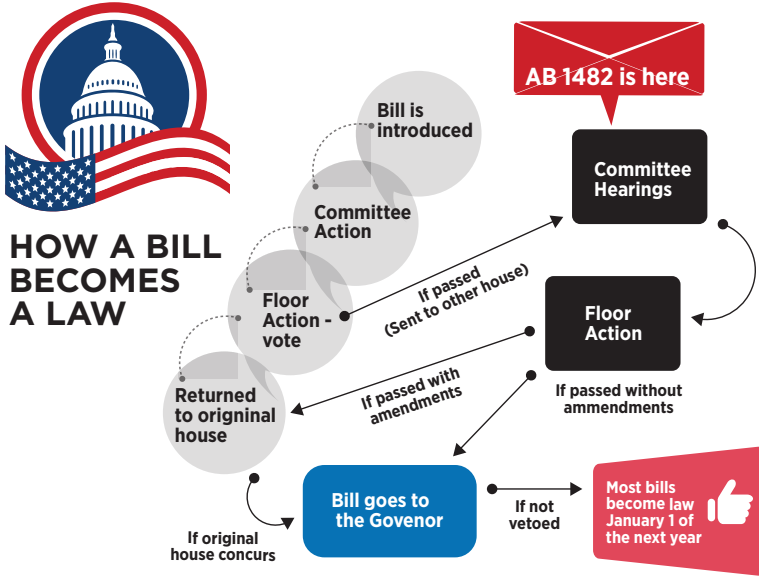 HOW A BILL
BECOMES
A LAW
Bill is
introduced
Committee
Action
Floor
Action -
vote
If passed
(Sent to other house)
AB 1482 is here
Committee
Hearings
Floor
Action
If passed with
amendments
Returned
to origninal
house
If passed without
ammendments
If original
house concurs
Bill goes to
the Govenor
If not
vetoed
Most bills
become law
January 1 of
the next year